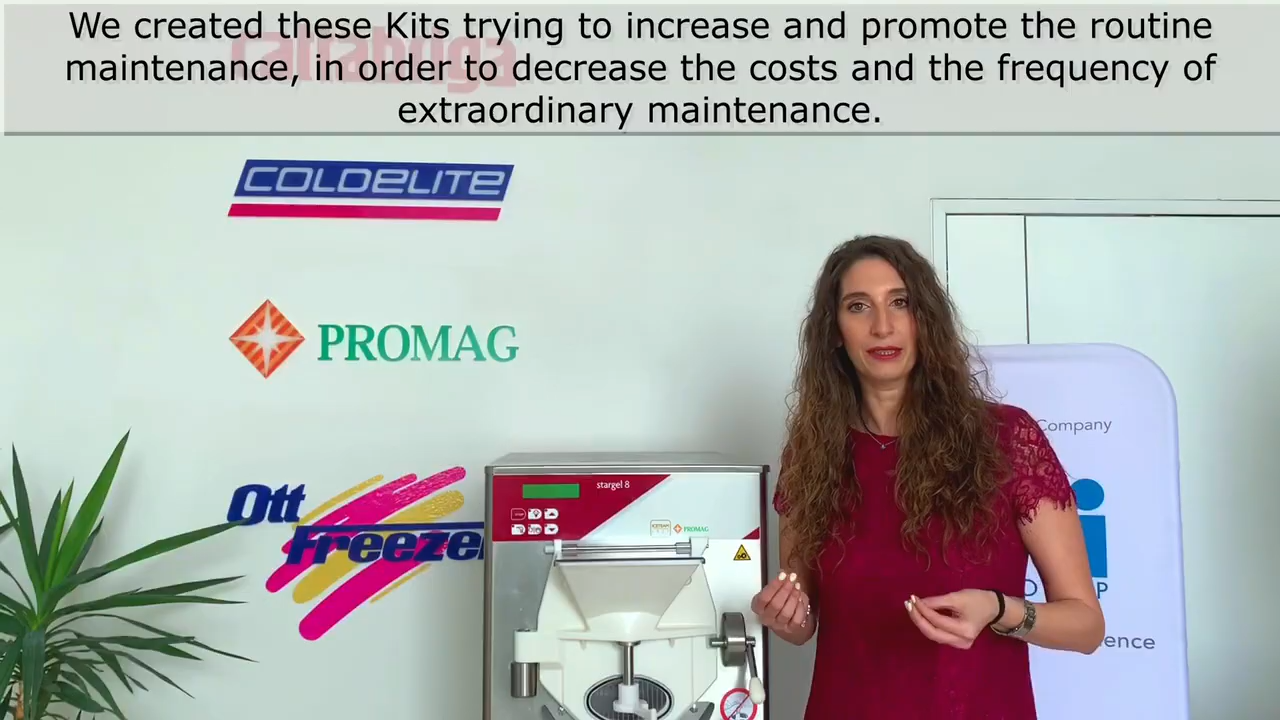 We created these Kits trying to increase and promote the routine
maintenance, in order to decrease the costs and the frequency of
extraordinary maintenance.
cattabriga
COLDELITE
PROMAG
Ott
Freezer
stargel 8
PROMAG
Company
ence